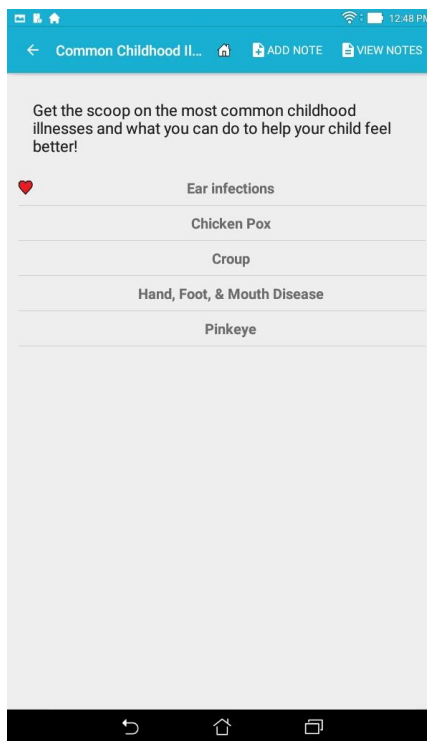 12:48 PM
Common Childhood Il... ADD NOTE VIEW NOTES
Get the scoop on the most common childhood
illnesses and what you can do to help your child feel
better!
Ear infections
Chicken Pox
Croup
Hand, Foot, & Mouth Disease
Pinkeye